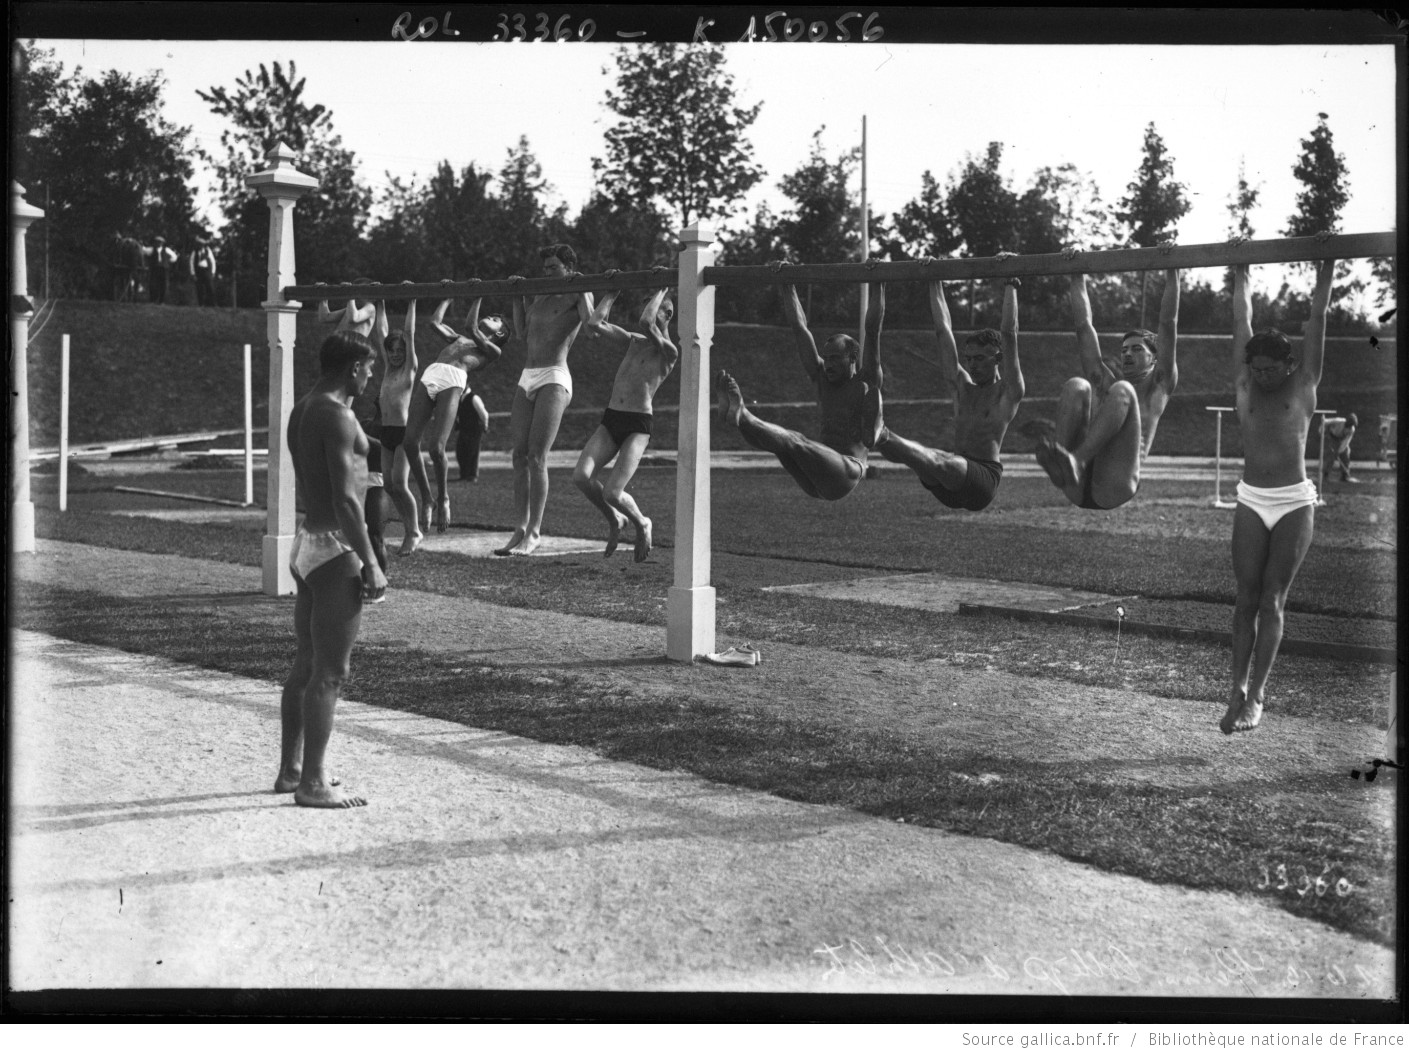 ROL 33360 – K 150056
33360
Source gallica.bnf.fr / Bibliothèque nationale de France